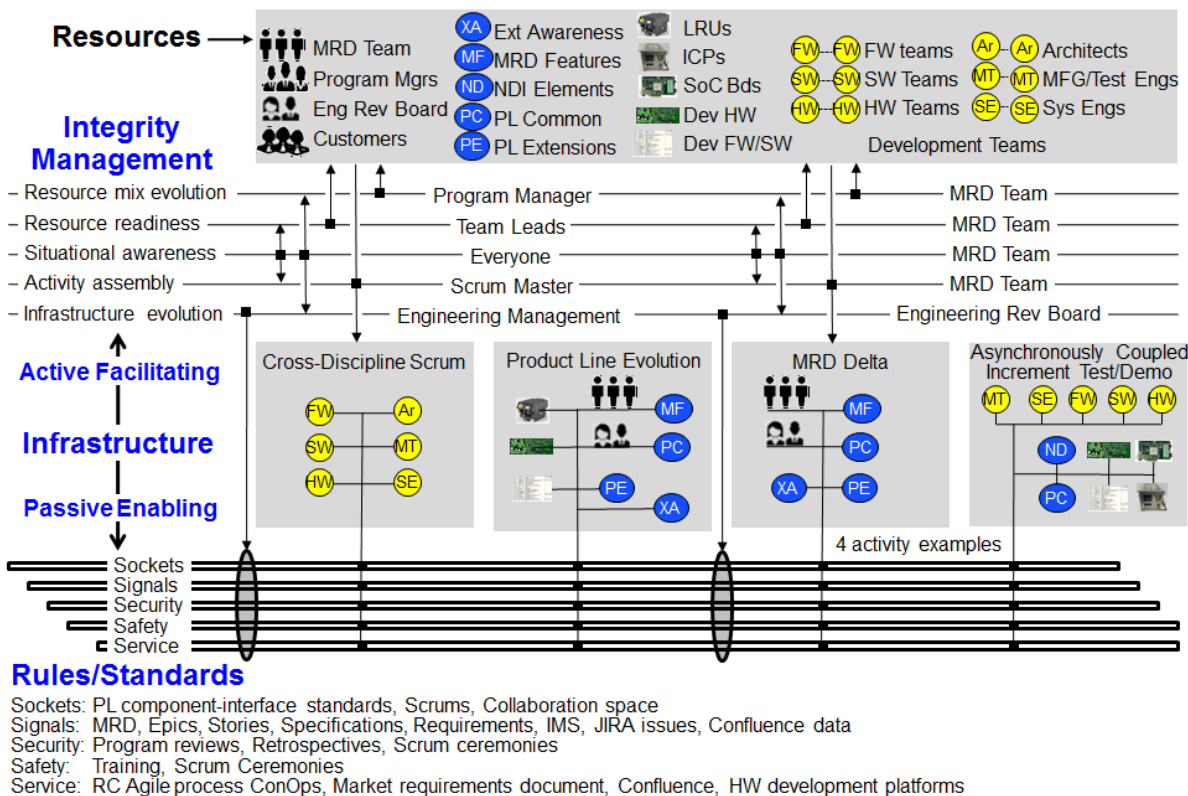 Resources
MRD Team
Program Mgrs
Eng Rev Board
Customers
XA Ext Awareness
MF MRD Features
ND NDI Elements
PC PL Common
PE PL Extensions
LRUs
ICPs
SoC Bds
Dev HW
Dev FW/SW
FW FW FW teams
SW SW SW Teams
HW HW HW Teams
Ar Ar Architects
MT MT MFG/Test Engs
SE SE Sys Engs
Development Teams
Integrity
Management
Resource mix evolution Program Manager MRD Team
Resource readiness Team Leads MRD Team
Situational awareness Everyone MRD Team
Activity assembly Scrum Master MRD Team
Infrastructure evolution Engineering Management Engineering Rev Board
Active Facilitating
Infrastructure
Passive Enabling
Cross-Discipline Scrum
FW Ar
SW MT
HW SE
Product Line Evolution
MF
PC
PE
XA
MRD Delta
MF
PC
XA PE
Asynchronously Coupled
Increment Test/Demo
MT SE FW SW HW
ND
PC
4 activity examples
Sockets
Signals
Security
Safety
Service
Rules/Standards
Sockets: PL component-interface standards, Scrums, Collaboration space
Signals: MRD, Epics, Stories, Specifications, Requirements, IMS, JIRA issues, Confluence data
Security: Program reviews, Retrospectives, Scrum ceremonies
Safety: Training, Scrum Ceremonies
Service: RC Agile process ConOps, Market requirements document, Confluence, HW development platforms